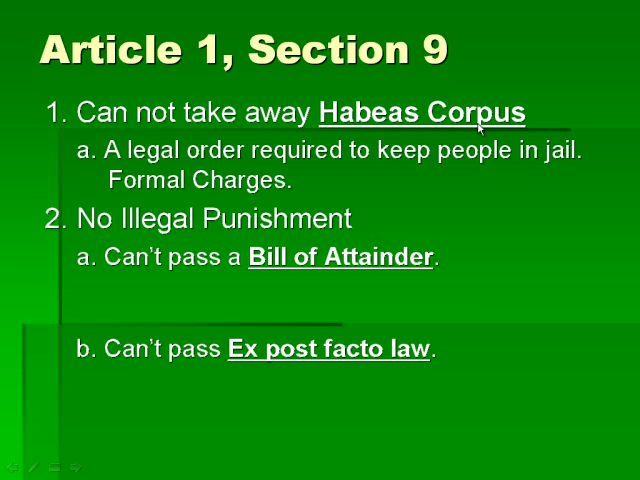 Article 1, Section 9
1. Can not take away Habeas Corpus
a. A legal order required to keep people in jail.
Formal Charges.
2. No Illegal Punishment
a. Can’t pass a Bill of Attainder.
b. Can’t pass Ex post facto law.